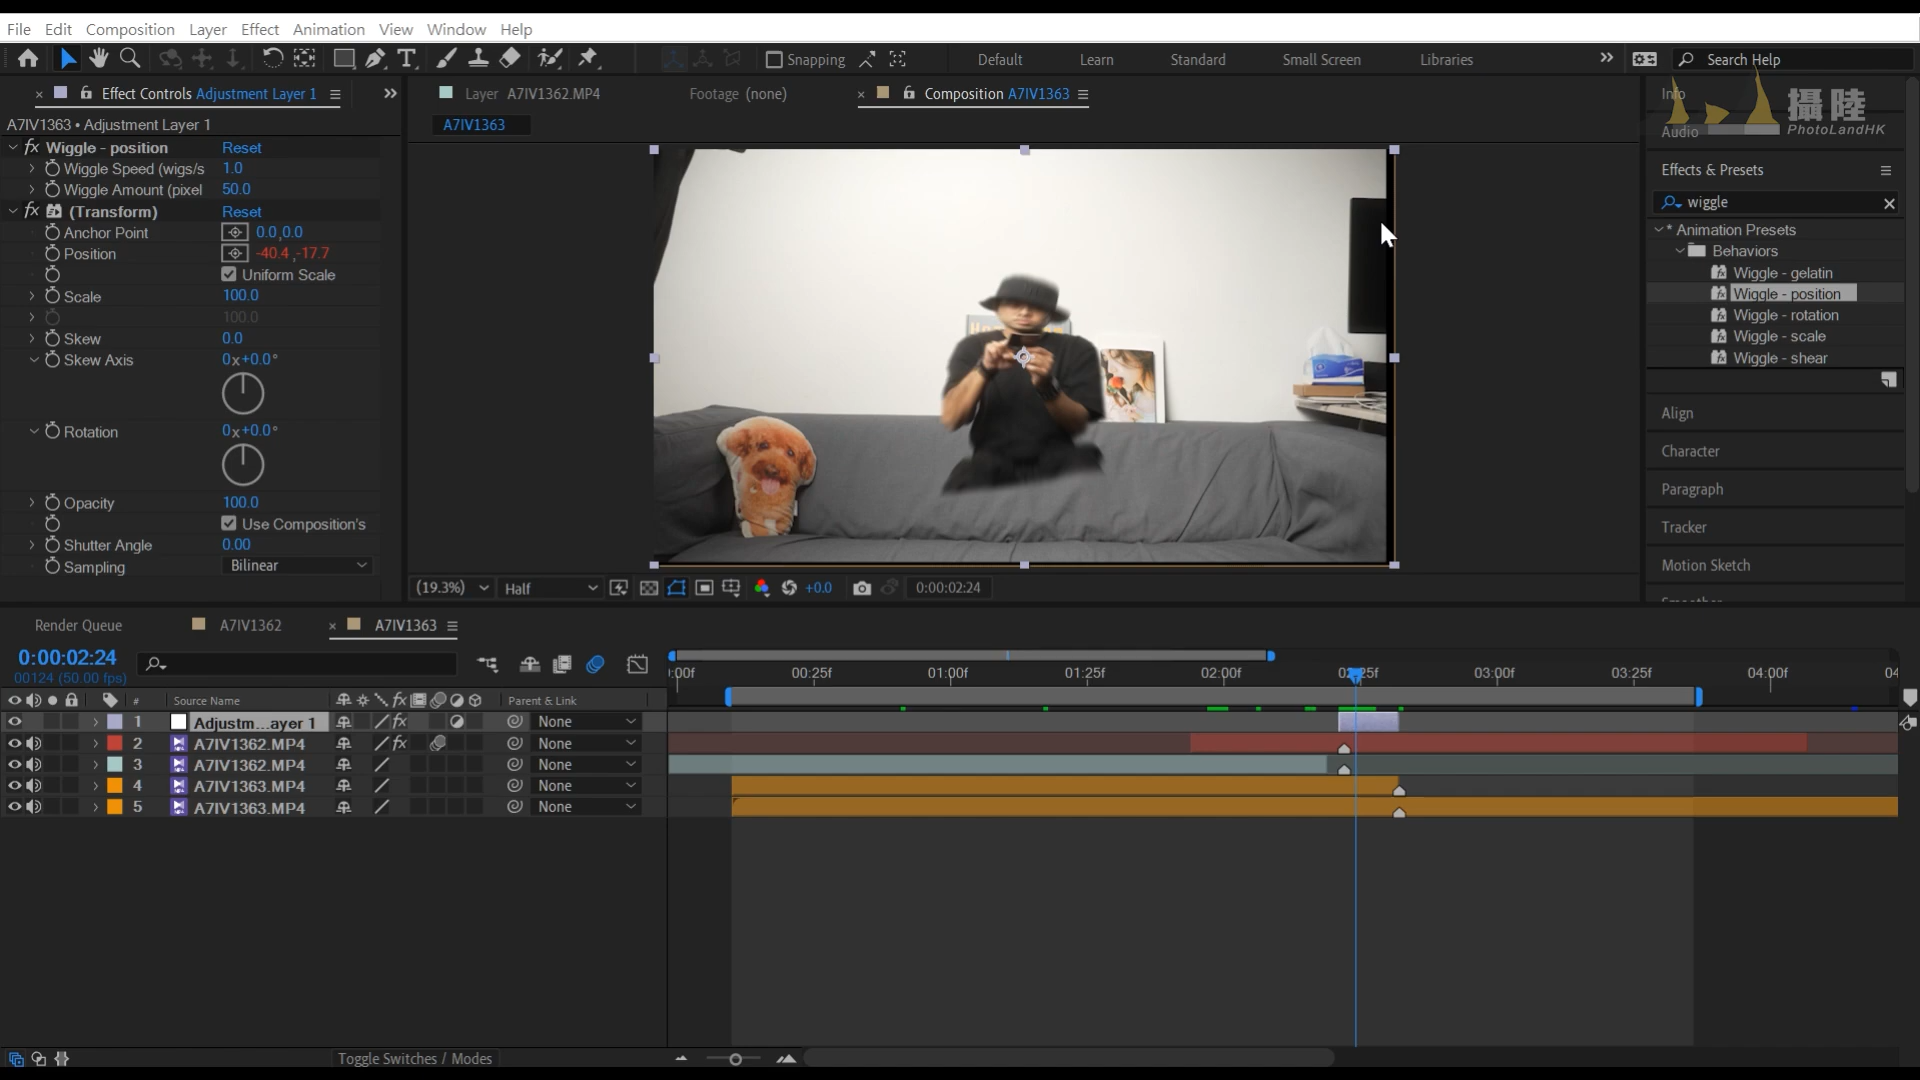 File Edit Composition Layer Effect Animation View Window Help
Snapping Default Learn Standard Small Screen Libraries Search Help
Effect Controls Adjustment Layer 1
Layer A7IV1362.MP4 Footage (none) Composition A7IV1363
Info
攝陸
PhotoLandHK
Audio
A7IV1363 • Adjustment Layer 1
A7IV1363
fx Wiggle - position Reset
Wiggle Speed (wigs/s 1.0
Wiggle Amount (pixel 50.0
fx (Transform) Reset
Anchor Point 0.0,0.0
Position -40.4,-17.7
Uniform Scale
Scale 100.0
100.0
Skew 0.0
Skew Axis 0x+0.0°
Rotation 0x+0.0°
Opacity 100.0
Use Composition's
Shutter Angle 0.00
Sampling Bilinear
Effects & Presets
wiggle
* Animation Presets
Behaviors
Wiggle - gelatin
Wiggle - position
Wiggle - rotation
Wiggle - scale
Wiggle - shear
Align
Character
Paragraph
Tracker
Motion Sketch
Smoother
(19.3%) Half +0.0 0:00:02:24
Render Queue A7IV1362 A7IV1363
0:00:02:24
00124 (50.00 fps)
:00f 00:25f 01:00f 01:25f 02:00f 02:25f 03:00f 03:25f 04:00f 04
# Source Name fx Parent & Link
1 Adjustm...ayer 1 fx None
2 A7IV1362.MP4 fx None
3 A7IV1362.MP4 None
4 A7IV1363.MP4 None
5 A7IV1363.MP4 None
Toggle Switches / Modes